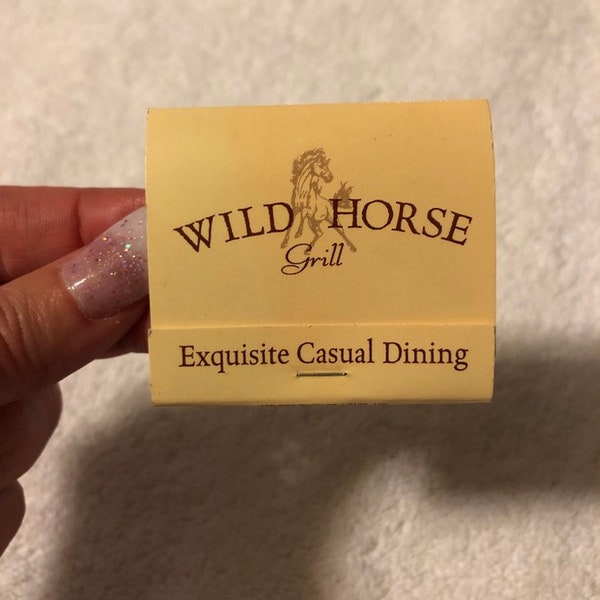 WILD HORSE
Grill
Exquisite Casual Dining